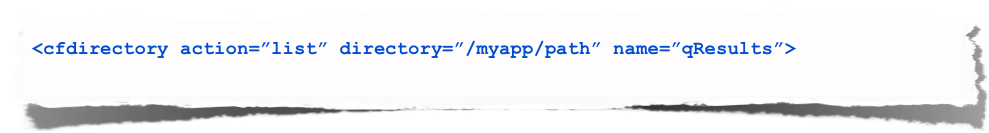 <cfdirectory action=”list” directory=”/myapp/path” name=”qResults”>